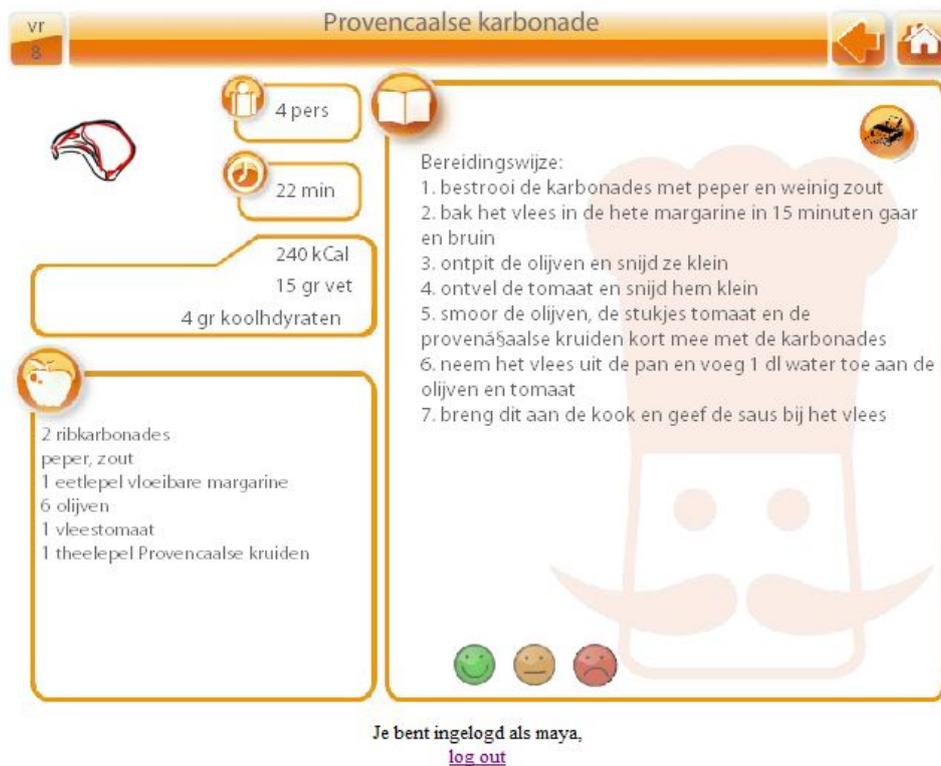 vr
8
Provencaalse karbonade
4 pers
22 min
240 kCal
15 gr vet
4 gr koolhdyraten
2 ribkarbonades
peper, zout
1 eetlepel vloeibare margarine
6 olijven
1 vleestomaat
1 theelepel Provencaalse kruiden
Bereidingswijze:
1. bestrooi de karbonades met peper en weinig zout
2. bak het vlees in de hete margarine in 15 minuten gaar
en bruin
3. ontpit de olijven en snijd ze klein
4. ontvel de tomaat en snijd hem klein
5. smoor de olijven, de stukjes tomaat en de
provená§aalse kruiden kort mee met de karbonades
6. neem het vlees uit de pan en voeg 1 dl water toe aan de
olijven en tomaat
7. breng dit aan de kook en geef de saus bij het vlees
Je bent ingelogd als maya,
log out